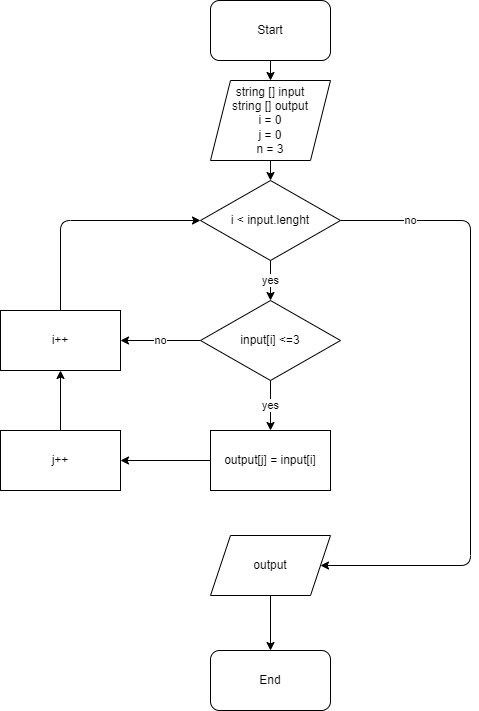 Start
string [] input
string [] output
i = 0
j = 0
n = 3
i < input.lenght
no
yes
i++
no
input[i] <=3
yes
j++
output[j] = input[i]
output
End